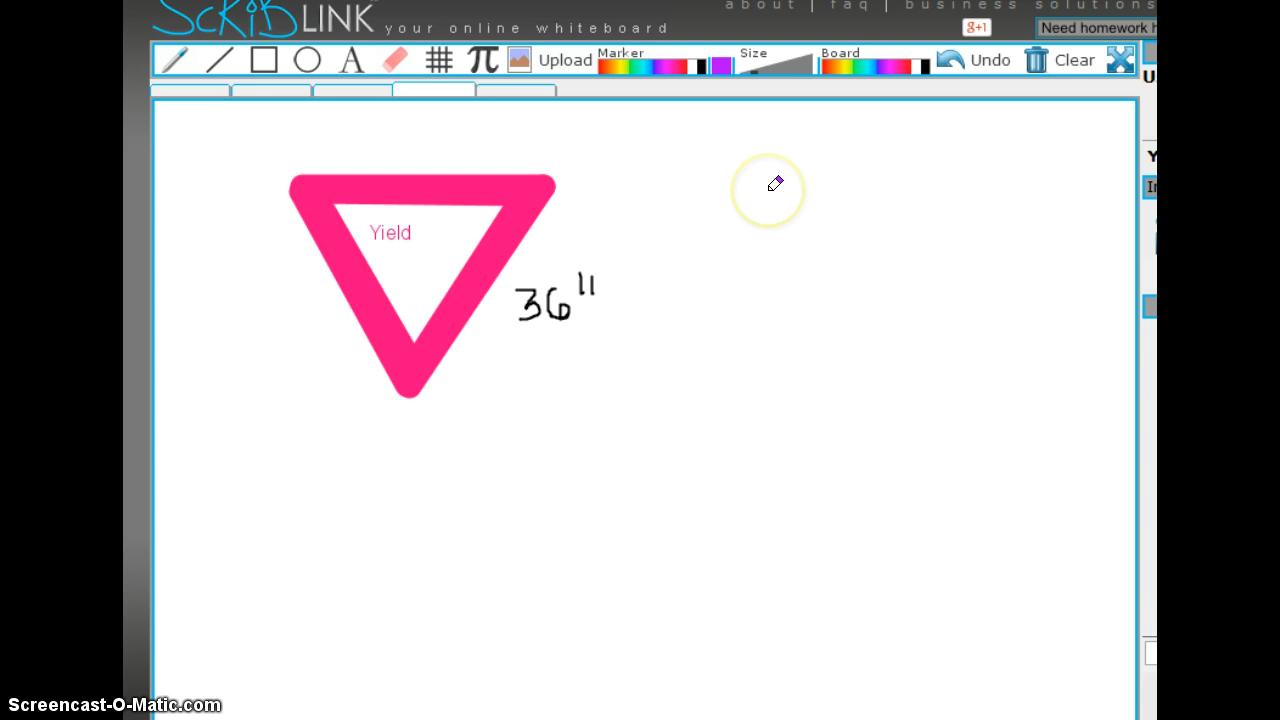 ScRiBLINK your online whiteboard
about | faq | business solutions
g+1
Need homework h
π A Upload Marker Size Board Undo Clear
U
Y
In
Yield
36"
Screencast-O-Matic.com